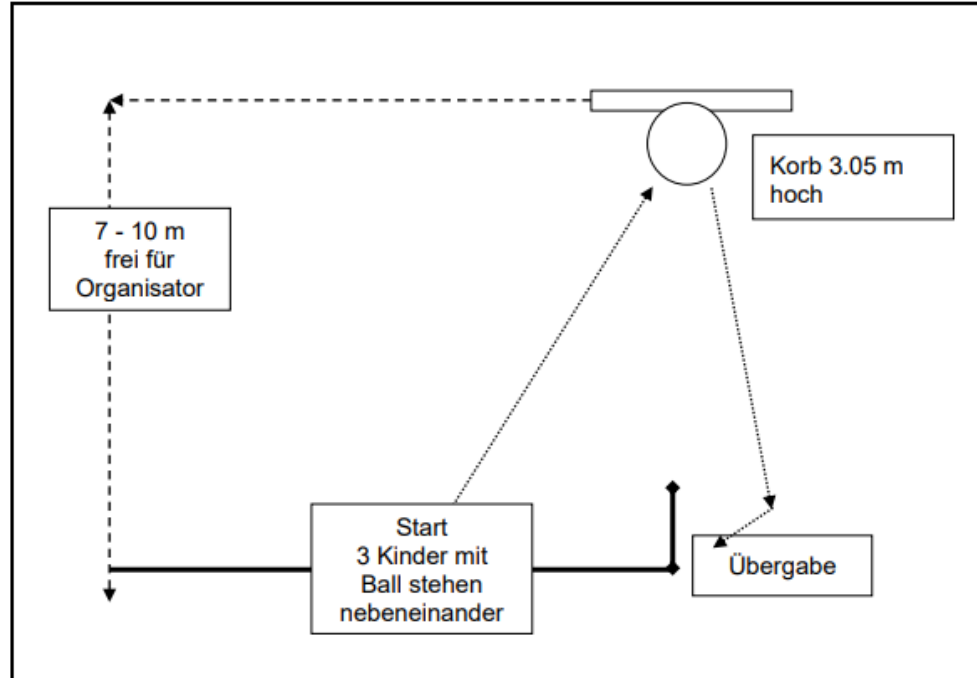 Korb 3.05 m
hoch
7 - 10 m
frei für
Organisator
Start
3 Kinder mit
Ball stehen
nebeneinander
Übergabe